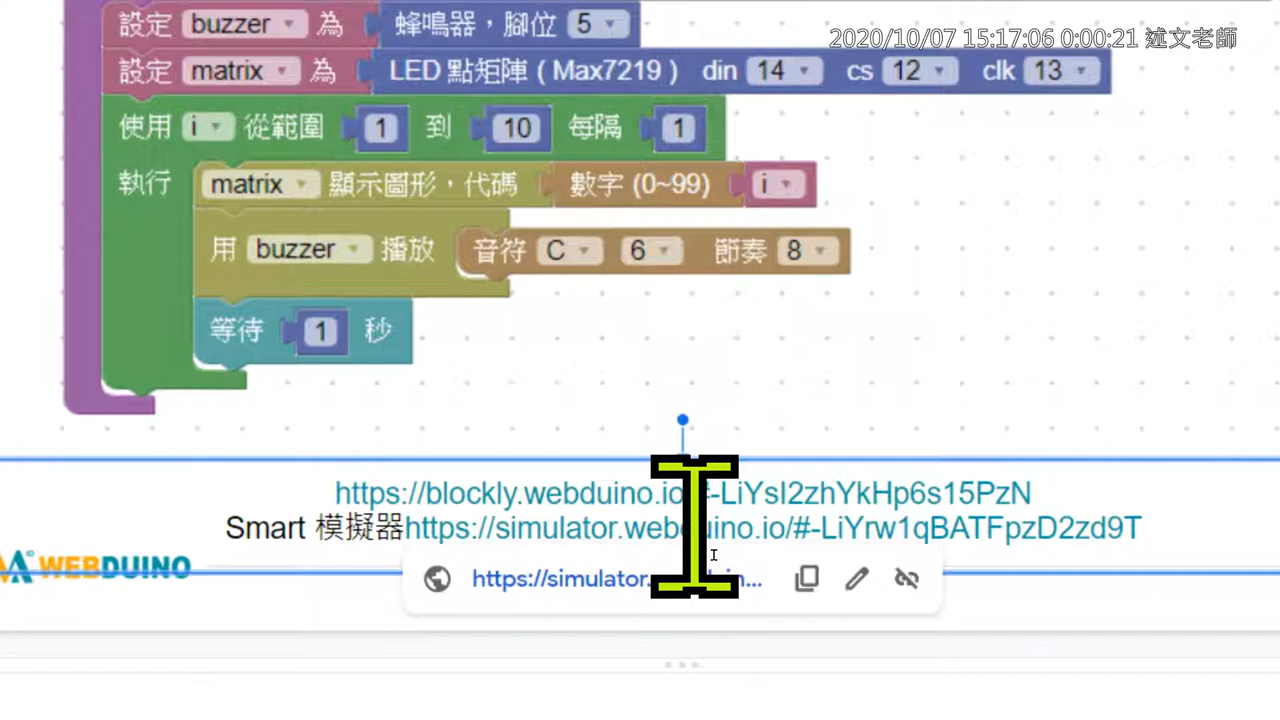 設定 buzzer 為 蜂鳴器，腳位 5
2020/10/07 15:17:06 0:00:21 述文老師
設定 matrix 為 LED 點矩陣 ( Max7219 ) din 14 cs 12 clk 13
使用 i 從範圍 1 到 10 每隔 1
執行 matrix 顯示圖形，代碼 數字 (0~99) i
用 buzzer 播放 音符 C 6 節奏 8
等待 1 秒
https://blockly.webduino.io/#-LiYsI2zhYkHp6s15PzN
Smart 模擬器https://simulator.webduino.io/#-LiYrw1qBATFpzD2zd9T
WEBDUINO
https://simulator.webduin...